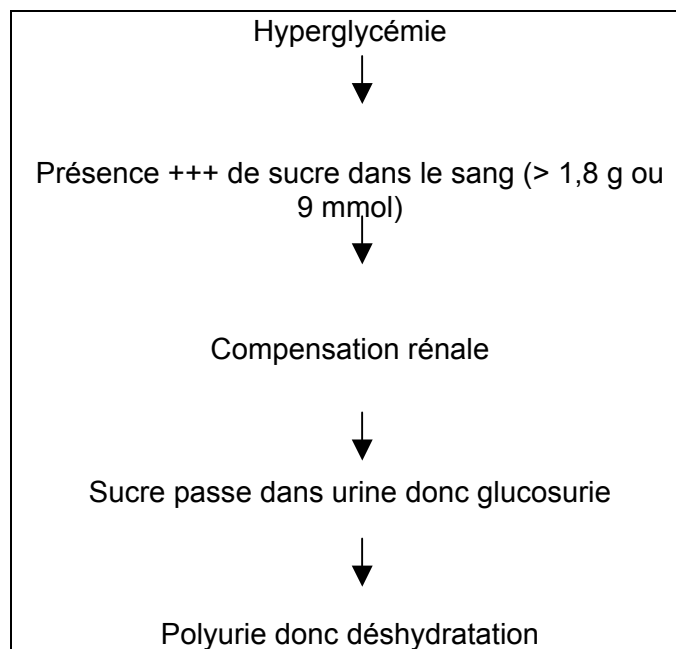 Hyperglycémie
Présence +++ de sucre dans le sang (> 1,8 g ou
9 mmol)
Compensation rénale
Sucre passe dans urine donc glucosurie
Polyurie donc déshydratation